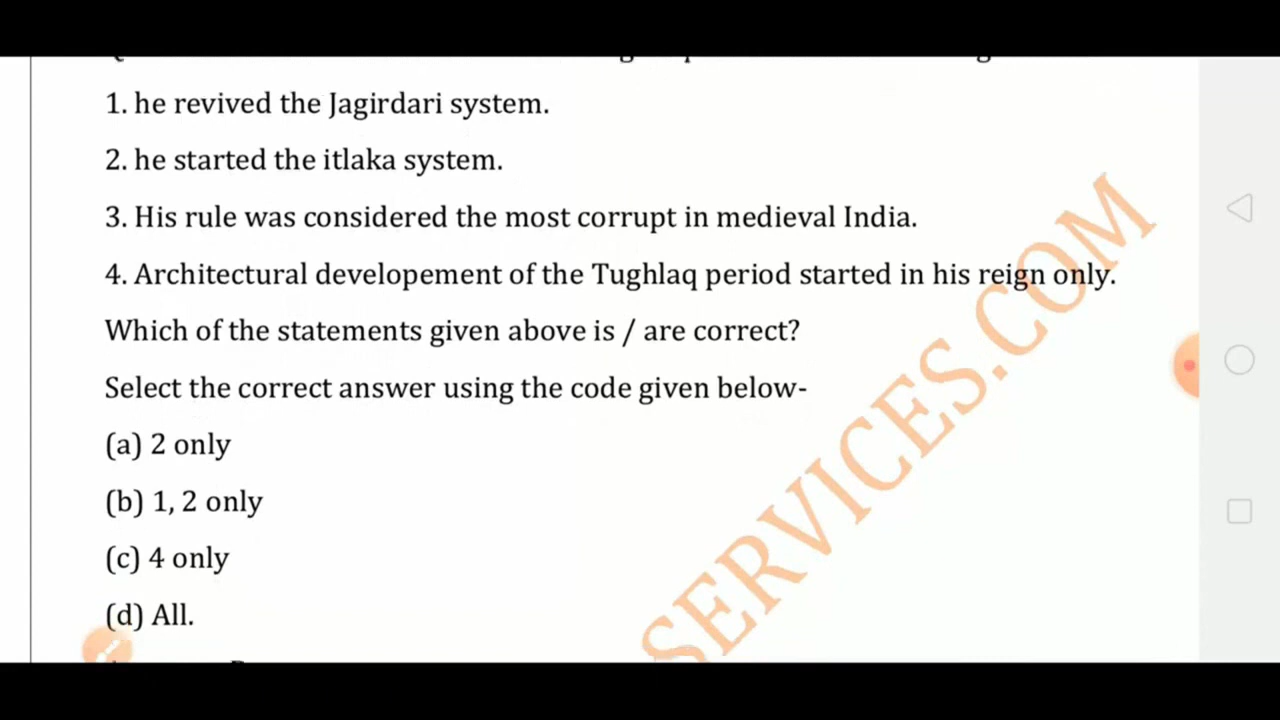 1. he revived the Jagirdari system.
2. he started the itlaka system.
3. His rule was considered the most corrupt in medieval India.
4. Architectural developement of the Tughlaq period started in his reign only.
Which of the statements given above is / are correct?
Select the correct answer using the code given below-
(a) 2 only
(b) 1, 2 only
(c) 4 only
(d) All.
SERVICES.COM